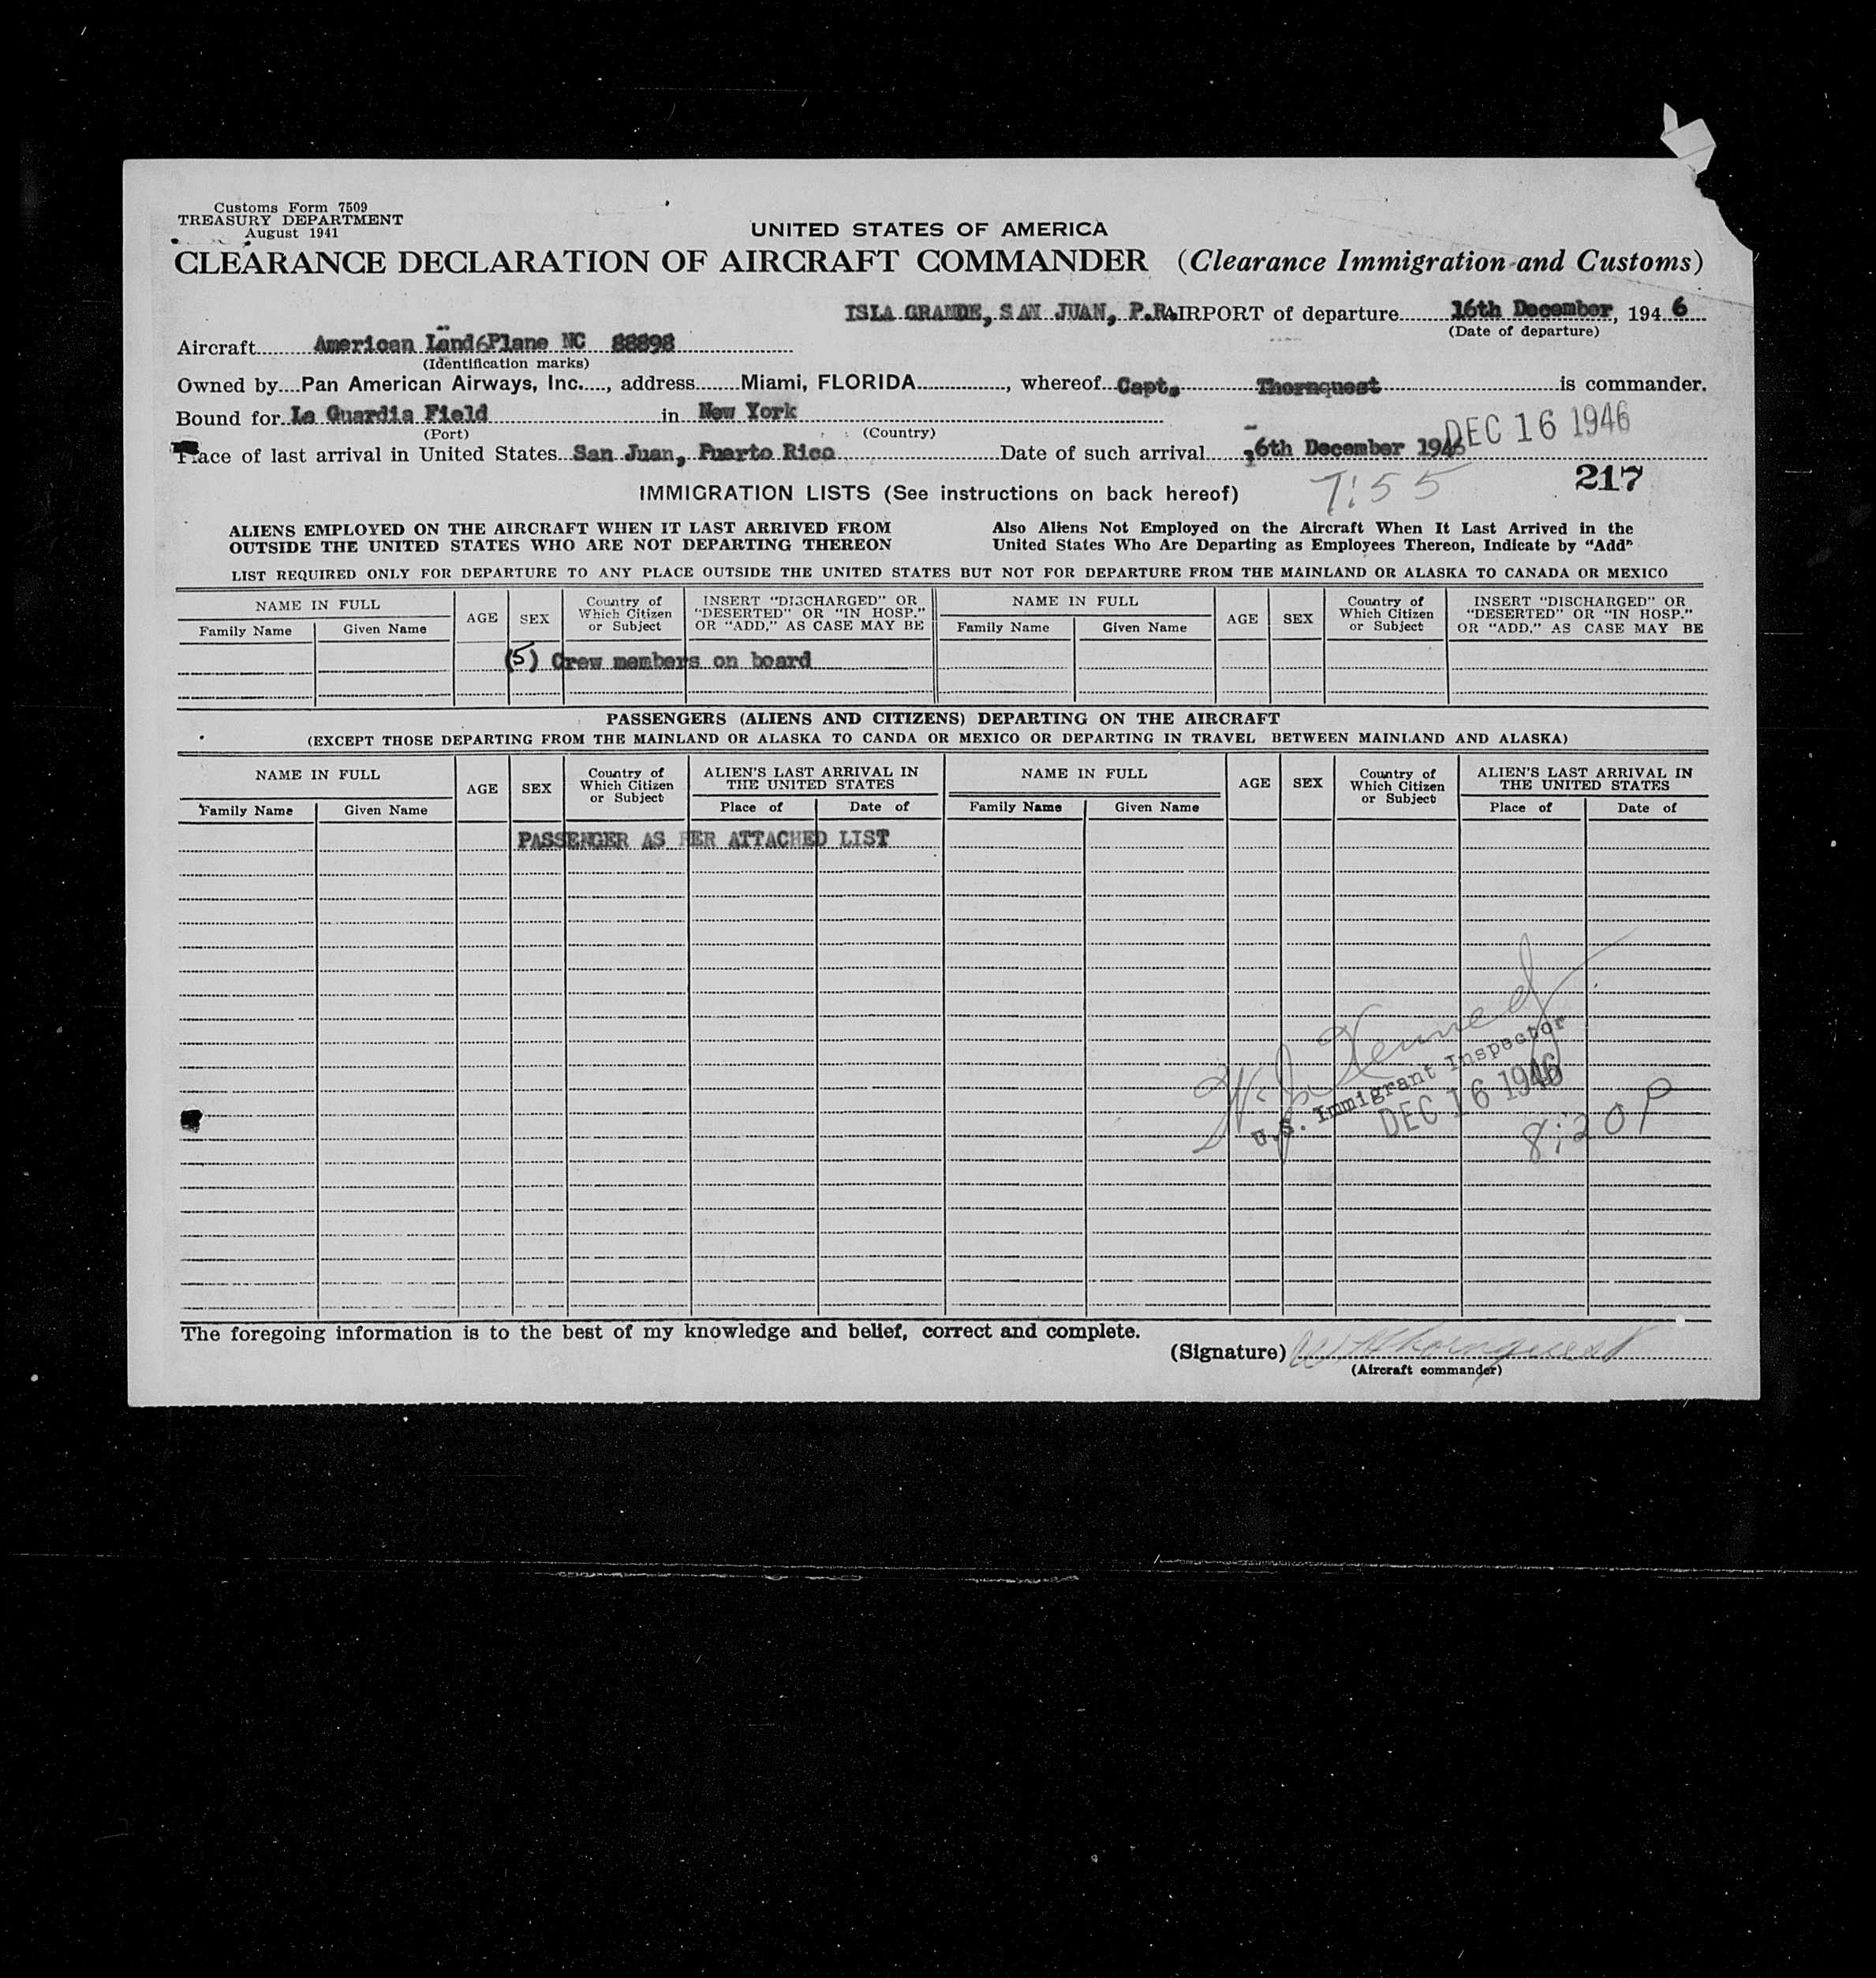 Customs Form 7509
TREASURY DEPARTMENT
August 1941
UNITED STATES OF AMERICA
CLEARANCE DECLARATION OF AIRCRAFT COMMANDER (Clearance Immigration and Customs)
ISLA GRANDE, SAN JUAN, P.R. AIRPORT of departure 16th December, 1946
(Date of departure)
Aircraft American Land Plane NC 88898
(Identification marks)
Owned by Pan American Airways, Inc., address Miami, FLORIDA, whereof Capt. Thornquest is commander.
Bound for La Guardia Field in New York
DEC 16 1946
(Port) (Country)
Place of last arrival in United States San Juan, Puerto Rico Date of such arrival 16th December 1946
7:55 217
IMMIGRATION LISTS (See instructions on back hereof)
ALIENS EMPLOYED ON THE AIRCRAFT WHEN IT LAST ARRIVED FROM
OUTSIDE THE UNITED STATES WHO ARE NOT DEPARTING THEREON
Also Aliens Not Employed on the Aircraft When It Last Arrived in the
United States Who Are Departing as Employees Thereon, Indicate by "Add"
LIST REQUIRED ONLY FOR DEPARTURE TO ANY PLACE OUTSIDE THE UNITED STATES BUT NOT FOR DEPARTURE FROM THE MAINLAND OR ALASKA TO CANADA OR MEXICO
NAME IN FULL
Family Name Given Name
AGE
SEX
Country of
Which Citizen
or Subject
INSERT "DISCHARGED" OR
"DESERTED" OR "IN HOSP."
OR "ADD," AS CASE MAY BE
NAME IN FULL
Family Name Given Name
AGE
SEX
Country of
Which Citizen
or Subject
INSERT "DISCHARGED" OR
"DESERTED" OR "IN HOSP."
OR "ADD," AS CASE MAY BE
(5) Crew members on board
PASSENGERS (ALIENS AND CITIZENS) DEPARTING ON THE AIRCRAFT
(EXCEPT THOSE DEPARTING FROM THE MAINLAND OR ALASKA TO CANDA OR MEXICO OR DEPARTING IN TRAVEL BETWEEN MAINLAND AND ALASKA)
NAME IN FULL
Family Name Given Name
AGE
SEX
Country of
Which Citizen
or Subject
ALIEN'S LAST ARRIVAL IN
THE UNITED STATES
Place of Date of
NAME IN FULL
Family Name Given Name
AGE
SEX
Country of
Which Citizen
or Subject
ALIEN'S LAST ARRIVAL IN
THE UNITED STATES
Place of Date of
PASSENGER AS PER ATTACHED LIST
Kennedy
U.S. Immigrant Inspector
DEC 16 1946
8:20 P
The foregoing information is to the best of my knowledge and belief, correct and complete.
(Signature) Thornquest
(Aircraft commander)